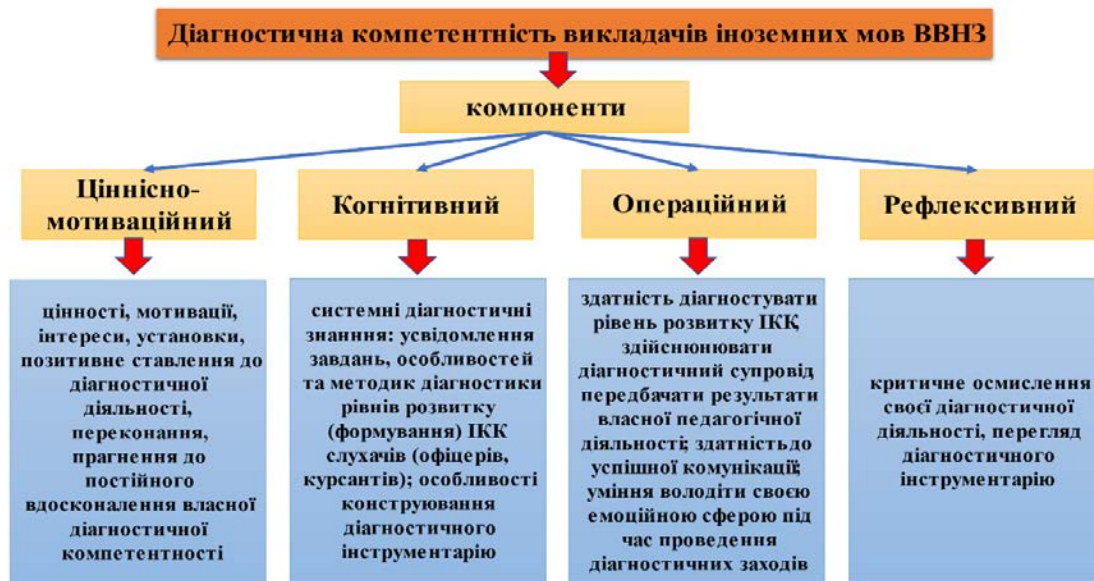 Діагностична компетентність викладачів іноземних мов ВВНЗ
компоненти
Ціннісно-
мотиваційний
Когнітивний
Операційний
Рефлексивний
цінності, мотивації,
інтереси, установки,
позитивне ставлення до
діагностичної
діяльності,
переконання,
прагнення до
постійного
вдосконалення власної
діагностичної
компетентності
системні діагностичні
знанння: усвідомлення
завдань, особливостей
та методик діагностики
рівнів розвитку
(формування) ІКК
слухачів (офіцерів,
курсантів); особливості
конструювання
діагностичного
інструментарію
здатність діагностувати
рівень розвитку ІКК,
здійснюнювати
діагностичний супровід,
передбачати результати
власної педагогічної
діяльності; здатність до
успішної комунікації;
уміння володіти своєю
емоційною сферою під
час проведення
діагностичних заходів
критичне осмислення
своєї діагностичної
діяльності, перегляд
діагностичного
інструментарію